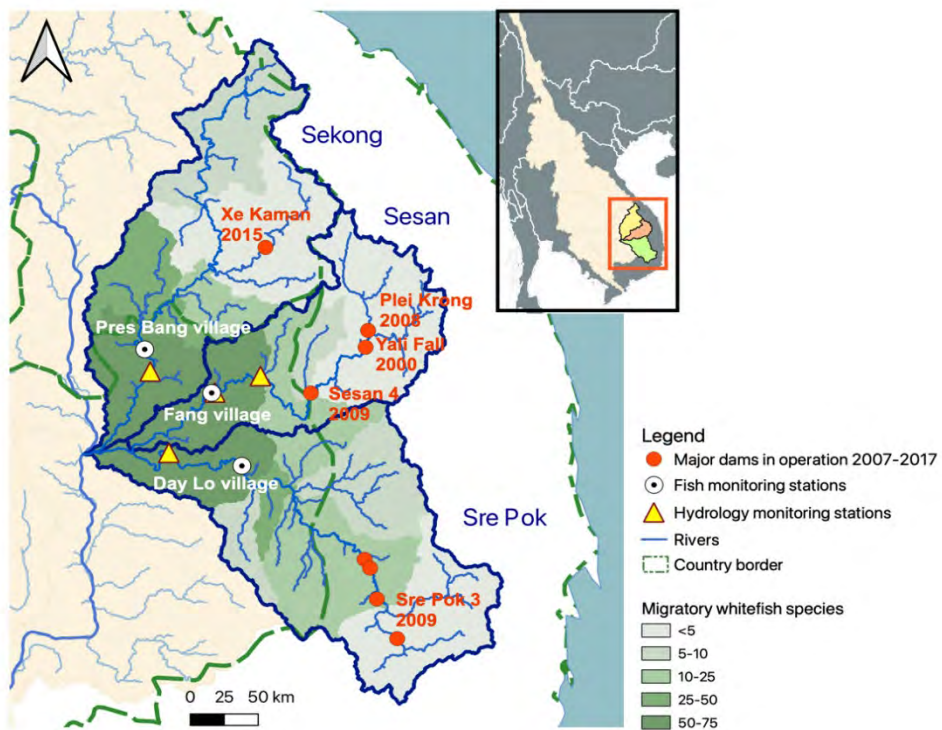 Sekong
Sesan
Xe Kaman
2015
Plei Krong
2008
Yali Fall
2000
Pres Bang village
Sesan 4
2009
Fang village
Day Lo village
Sre Pok
Sre Pok 3
2009
0 25 50 km
Legend
Major dams in operation 2007-2017
Fish monitoring stations
Hydrology monitoring stations
Rivers
Country border
Migratory whitefish species
<5
5-10
10-25
25-50
50-75